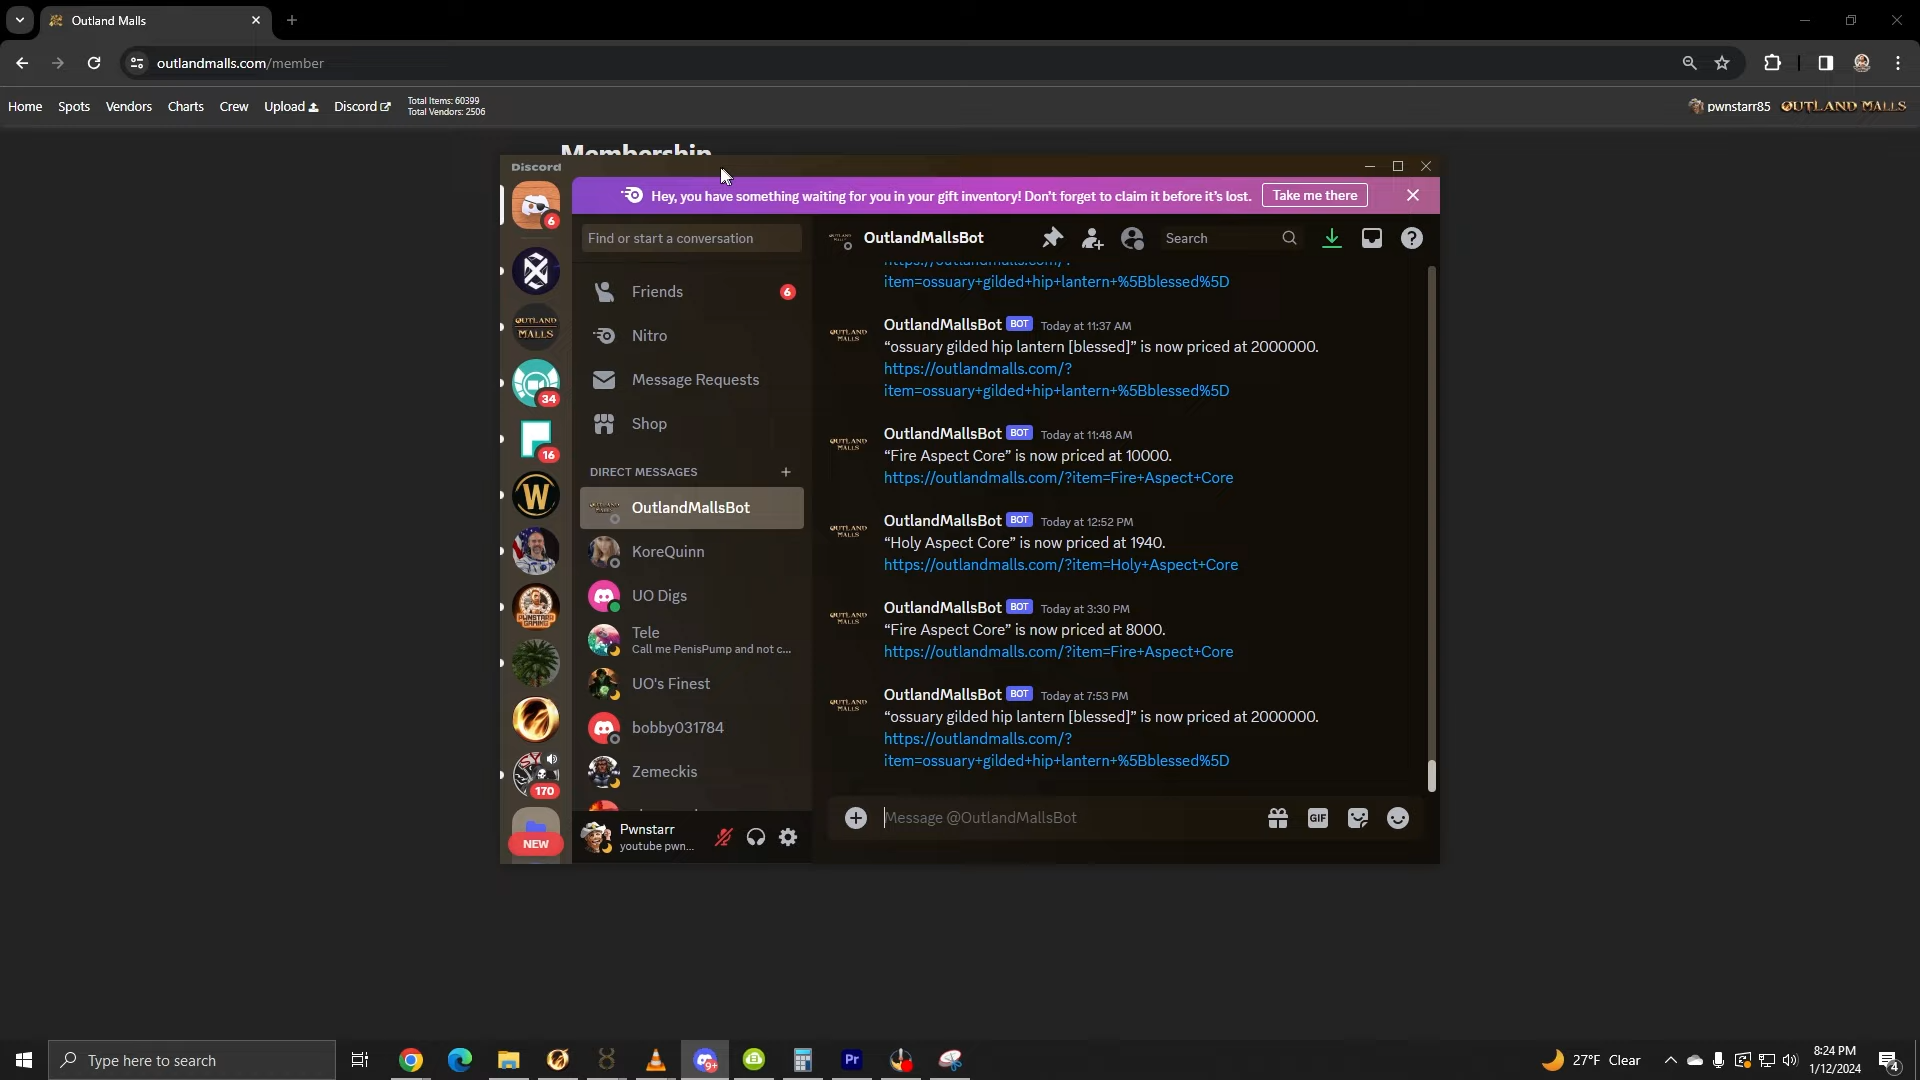 Outland Malls
outlandmalls.com/member
Home
Spots
Vendors
Charts
Crew
Upload
Discord
Total Items: 60399
Total Vendors: 2506
pwnstarr85
OUTLAND MALLS
Membership
Discord
Hey, you have something waiting for you in your gift inventory! Don't forget to claim it before it's lost.
Take me there
Find or start a conversation
OutlandMallsBot
Search
6
Friends
6
Nitro
Message Requests
Shop
DIRECT MESSAGES
OutlandMallsBot
KoreQuinn
UO Digs
Tele
Call me PenisPump and not c...
UO's Finest
bobby031784
Zemeckis
OUTLAND
MALLS
34
16
W
PWNSTARR
GAMING
170
NEW
Pwnstarr
youtube pwn...
item=ossuary+gilded+hip+lantern+%5Bblessed%5D
OutlandMallsBot BOT Today at 11:37 AM
“ossuary gilded hip lantern [blessed]” is now priced at 2000000.
https://outlandmalls.com/?
item=ossuary+gilded+hip+lantern+%5Bblessed%5D
OutlandMallsBot BOT Today at 11:48 AM
“Fire Aspect Core” is now priced at 10000.
https://outlandmalls.com/?item=Fire+Aspect+Core
OutlandMallsBot BOT Today at 12:52 PM
“Holy Aspect Core” is now priced at 1940.
https://outlandmalls.com/?item=Holy+Aspect+Core
OutlandMallsBot BOT Today at 3:30 PM
“Fire Aspect Core” is now priced at 8000.
https://outlandmalls.com/?item=Fire+Aspect+Core
OutlandMallsBot BOT Today at 7:53 PM
“ossuary gilded hip lantern [blessed]” is now priced at 2000000.
https://outlandmalls.com/?
item=ossuary+gilded+hip+lantern+%5Bblessed%5D
Message @OutlandMallsBot
GIF
Type here to search
9+
Pr
27°F Clear
8:24 PM
1/12/2024
4